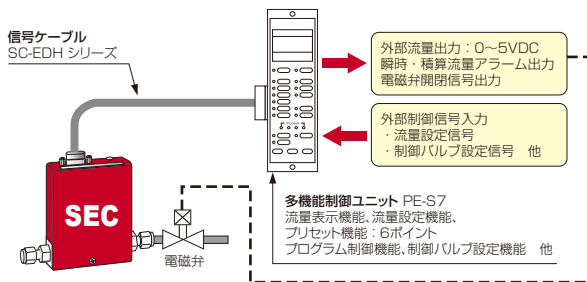 信号ケーブル
SC-EDH シリーズ
外部流量出力：0～5VDC
瞬時・積算流量アラーム出力
電磁弁開閉信号出力
外部制御信号入力
・流量設定信号
・制御バルブ設定信号　他
SEC
電磁弁
多機能制御ユニット PE-S7
流量表示機能、流量設定機能、
プリセット機能：6ポイント
プログラム制御機能、制御バルブ設定機能　他